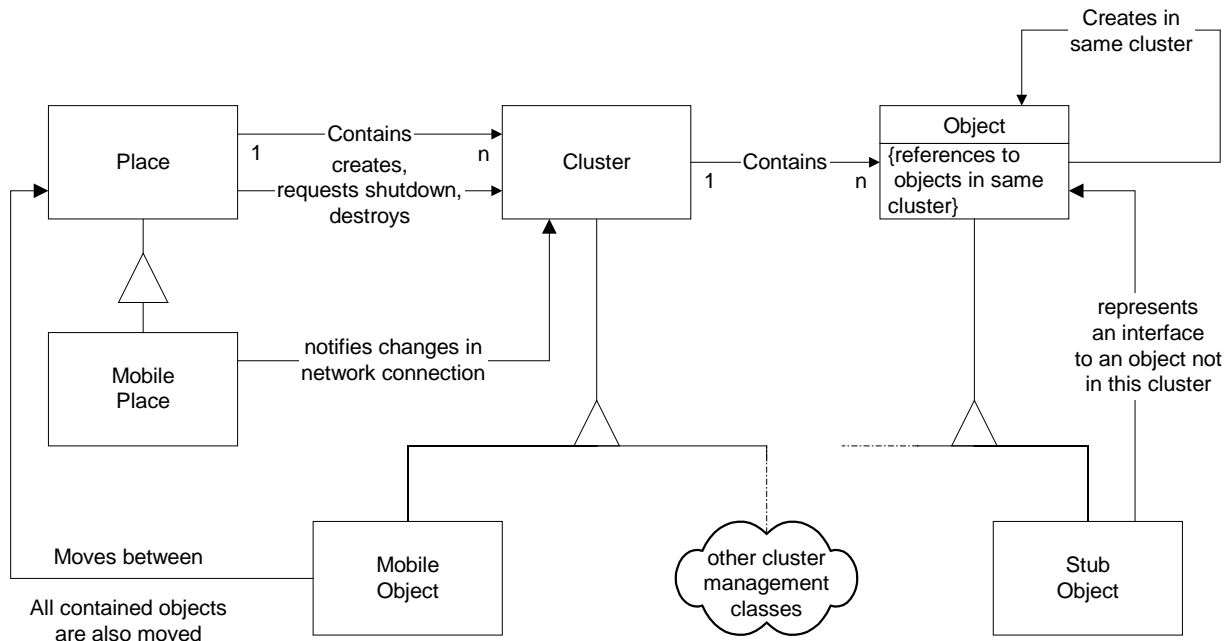 Creates in
same cluster
Place
Contains
1
n
creates,
requests shutdown,
destroys
Cluster
Contains
1
n
Object
{references to
objects in same
cluster}
Mobile
Place
notifies changes in
network connection
represents
an interface
to an object not
in this cluster
Moves between
All contained objects
are also moved
Mobile
Object
other cluster
management
classes
Stub
Object